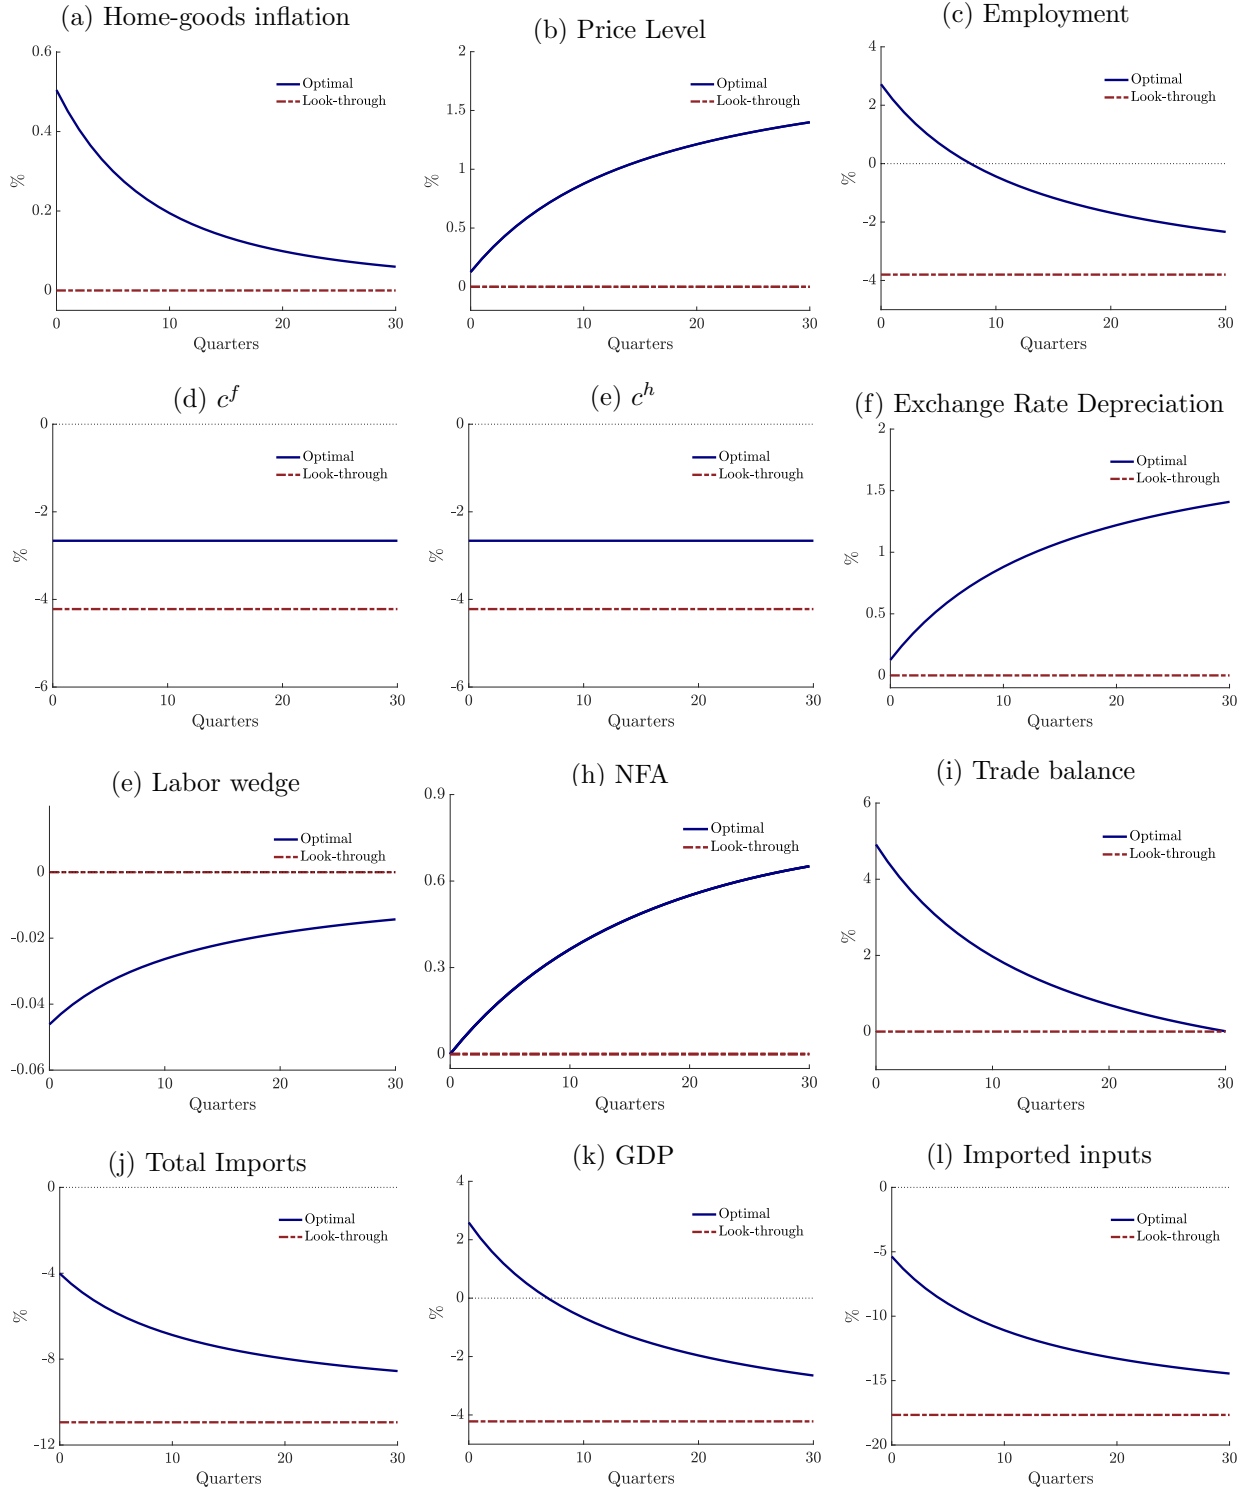 (a) Home-goods inflation
0.6
0.4
0.2
0
%
Optimal
Look-through
0 10 20 30
Quarters
(b) Price Level
2
1.5
1
0.5
0
%
Optimal
Look-through
0 10 20 30
Quarters
(c) Employment
4
2
0
-2
-4
%
Optimal
Look-through
0 10 20 30
Quarters
(d) c^f
0
-2
-4
-6
%
Optimal
Look-through
0 10 20 30
Quarters
(e) c^h
0
-2
-4
-6
%
Optimal
Look-through
0 10 20 30
Quarters
(f) Exchange Rate Depreciation
2
1.5
1
0.5
0
%
Optimal
Look-through
0 10 20 30
Quarters
(e) Labor wedge
0
-0.02
-0.04
-0.06
Optimal
Look-through
0 10 20 30
Quarters
(h) NFA
0.9
0.6
0.3
0
Optimal
Look-through
0 10 20 30
Quarters
(i) Trade balance
6
4
2
0
%
Optimal
Look-through
0 10 20 30
Quarters
(j) Total Imports
0
-4
-8
-12
%
Optimal
Look-through
0 10 20 30
Quarters
(k) GDP
4
2
0
-2
-4
%
Optimal
Look-through
0 10 20 30
Quarters
(l) Imported inputs
0
-5
-10
-15
-20
%
Optimal
Look-through
0 10 20 30
Quarters